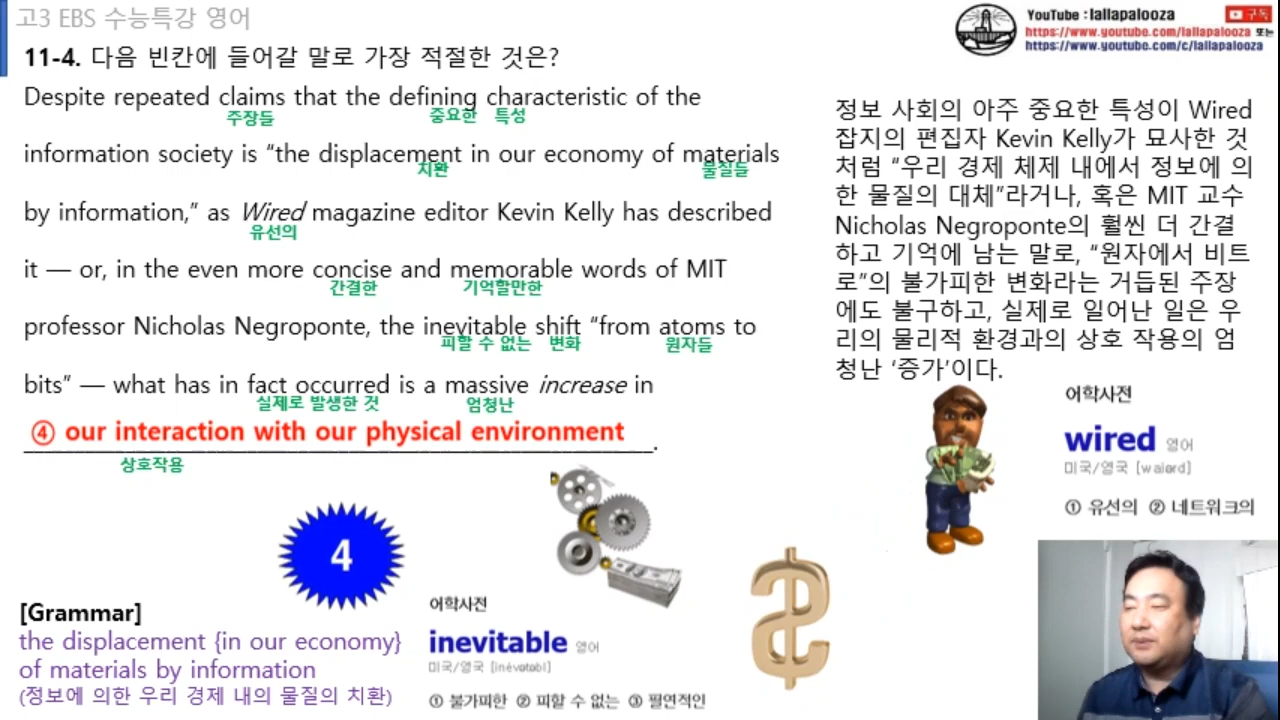 고3 EBS 수능특강 영어
YouTube : lallapalooza
구독
https://www.youtube.com/lallapalooza 또는
https://www.youtube.com/c/lallapalooza
11-4. 다음 빈칸에 들어갈 말로 가장 적절한 것은?
Despite repeated claims that the defining characteristic of the
주장들 중요한 특성
information society is “the displacement in our economy of materials
치환 물질들
by information,” as Wired magazine editor Kevin Kelly has described
유선의
it — or, in the even more concise and memorable words of MIT
간결한 기억할만한
professor Nicholas Negroponte, the inevitable shift “from atoms to
피할 수 없는 변화 원자들
bits” — what has in fact occurred is a massive increase in
실제로 발생한 것 엄청난
④ our interaction with our physical environment.
상호작용
정보 사회의 아주 중요한 특성이 Wired
잡지의 편집자 Kevin Kelly가 묘사한 것
처럼 “우리 경제 체제 내에서 정보에 의
한 물질의 대체”라거나, 혹은 MIT 교수
Nicholas Negroponte의 훨씬 더 간결
하고 기억에 남는 말로, “원자에서 비트
로”의 불가피한 변화라는 거듭된 주장
에도 불구하고, 실제로 일어난 일은 우
리의 물리적 환경과의 상호 작용의 엄
청난 ‘증가’이다.
어학사전
wired 영어
미국/영국 [waiərd]
① 유선의 ② 네트워크의
4
[Grammar]
the displacement {in our economy}
of materials by information
(정보에 의한 우리 경제 내의 물질의 치환)
어학사전
inevitable 영어
미국/영국 [inévətəbl]
① 불가피한 ② 피할 수 없는 ③ 필연적인